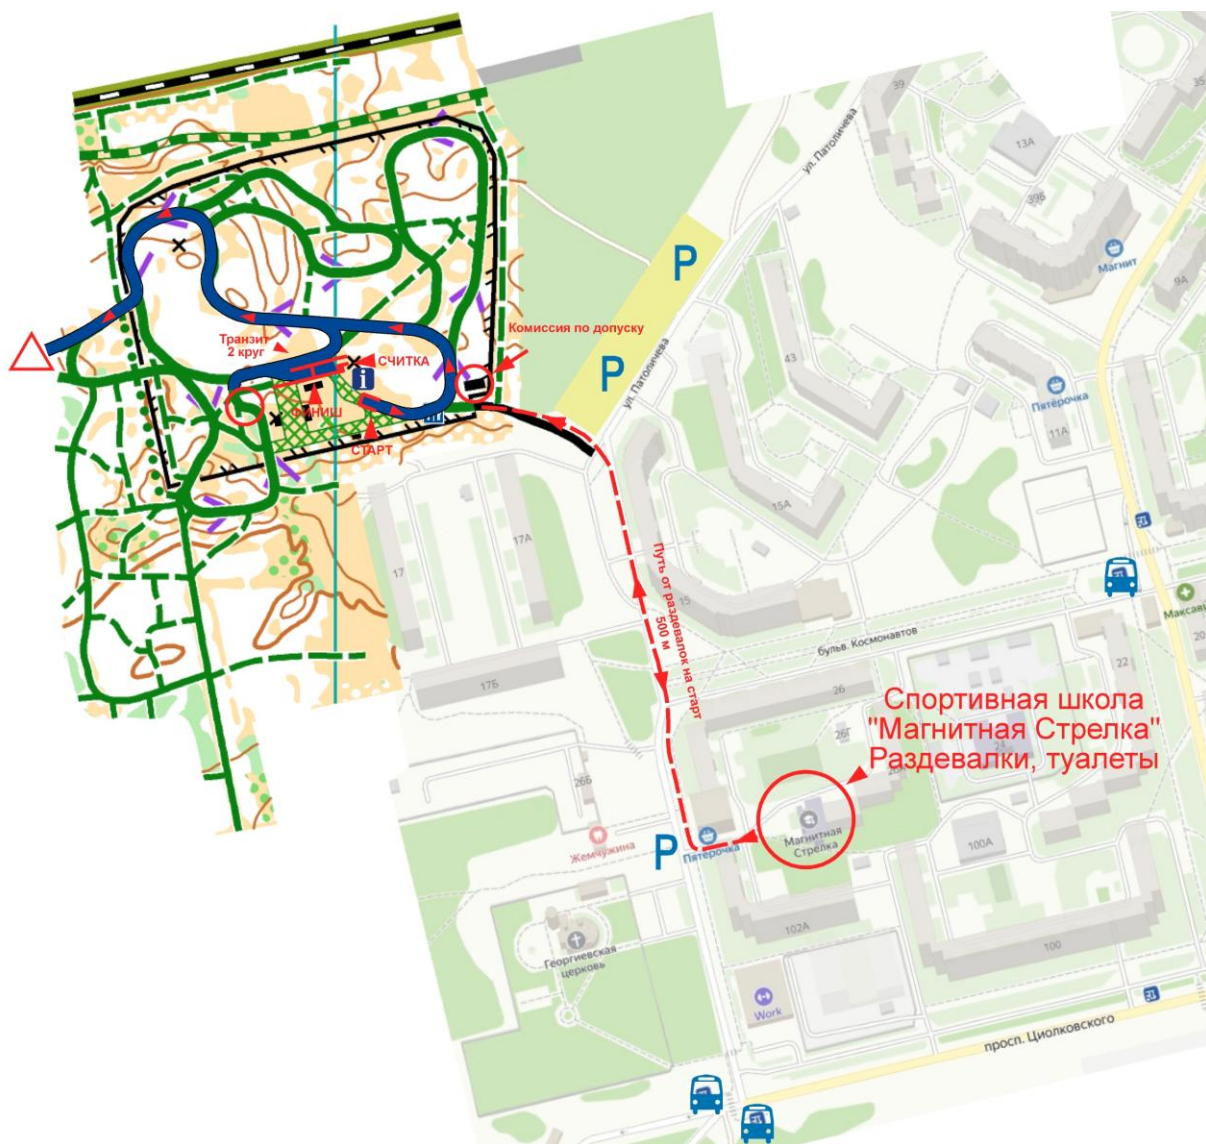 39
35
ул. Патоличева
13А
39Б
Магнит
9А
P
Комиссия по допуску
Транзит
2 круг
СЧИТКА
i
ФИНИШ
СТАРТ
P
ул. Патоличева
43
Пятёрочка
11А
15А
17А
17
15
Путь от раздевалок на старт
500 м
бульв. Космонавтов
20
22
17Б
26
26Г
24
Спортивная школа
"Магнитная Стрелка"
Раздевалки, туалеты
26Б
Жемчужина
P
Пятёрочка
Магнитная
Стрелка
100А
102А
100
Георгиевская
церковь
Work
просп. Циолковского